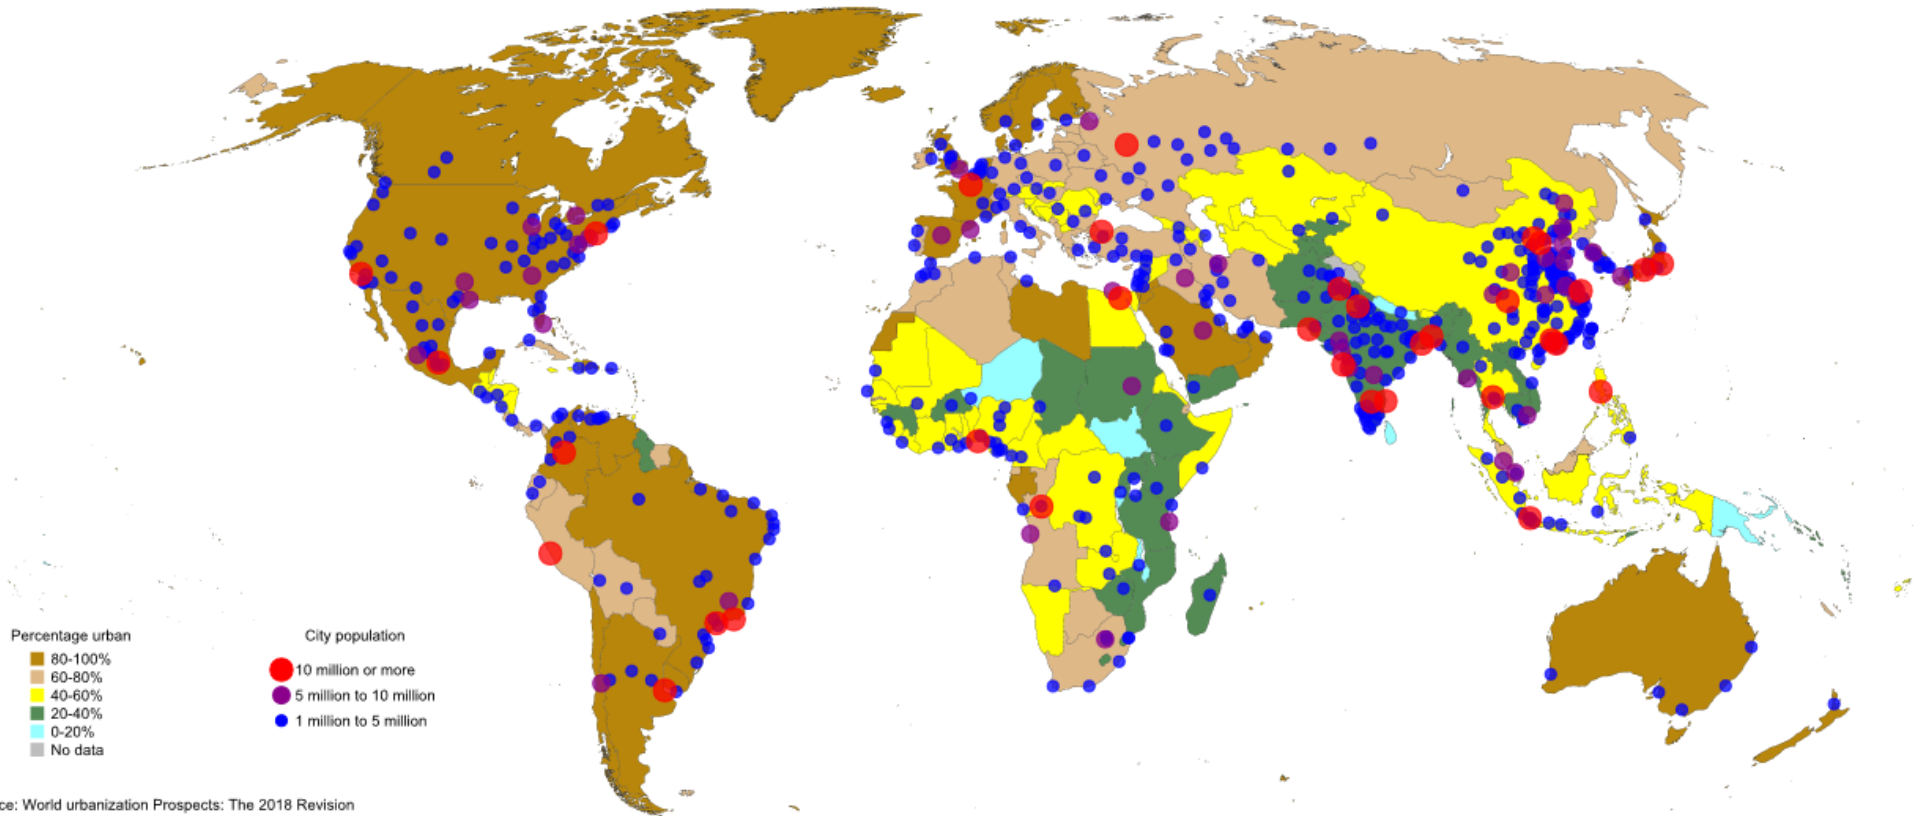 Percentage urban
80-100%
60-80%
40-60%
20-40%
0-20%
No data
City population
10 million or more
5 million to 10 million
1 million to 5 million
ce: World urbanization Prospects: The 2018 Revision